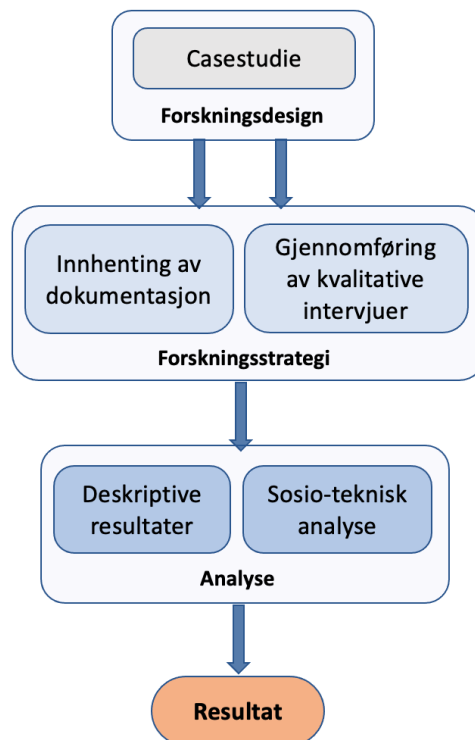 Casestudie
Forskningsdesign
Innhenting av
dokumentasjon
Gjennomføring
av kvalitative
intervjuer
Forskningsstrategi
Deskriptive
resultater
Sosio-teknisk
analyse
Analyse
Resultat